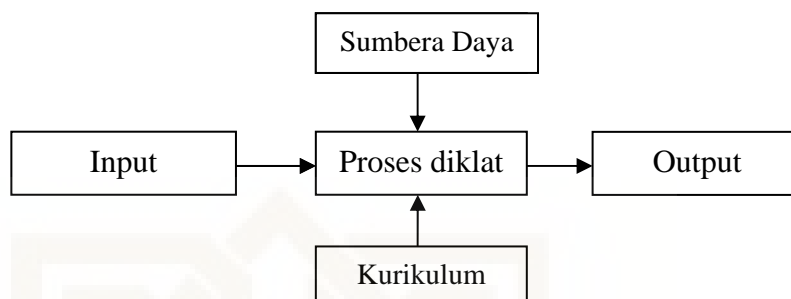 Sumbera Daya
Input
Proses diklat
Output
Kurikulum